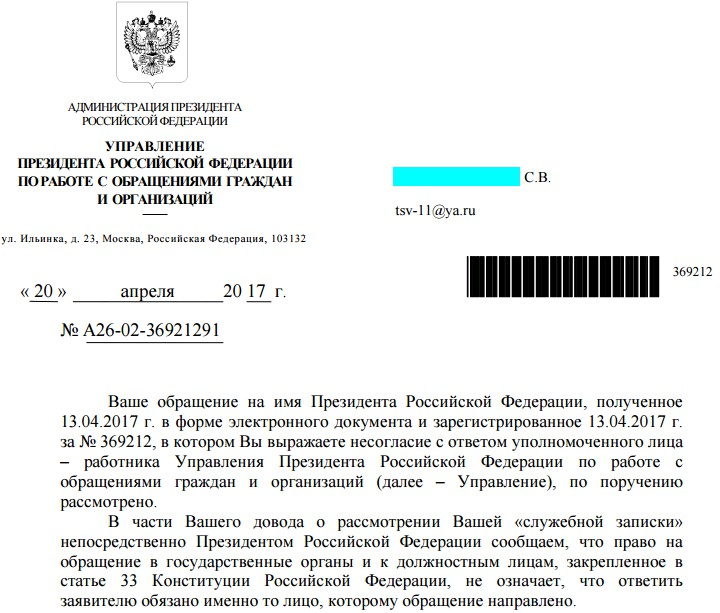 АДМИНИСТРАЦИЯ ПРЕЗИДЕНТА
РОССИЙСКОЙ ФЕДЕРАЦИИ
УПРАВЛЕНИЕ
ПРЕЗИДЕНТА РОССИЙСКОЙ ФЕДЕРАЦИИ
ПО РАБОТЕ С ОБРАЩЕНИЯМИ ГРАЖДАН
И ОРГАНИЗАЦИЙ
ул. Ильинка, д. 23, Москва, Российская Федерация, 103132
« 20 » апреля 20 17 г.
№ А26-02-36921291
С.В.
tsv-11@ya.ru
369212
Ваше обращение на имя Президента Российской Федерации, полученное
13.04.2017 г. в форме электронного документа и зарегистрированное 13.04.2017 г.
за № 369212, в котором Вы выражаете несогласие с ответом уполномоченного лица
– работника Управления Президента Российской Федерации по работе с
обращениями граждан и организаций (далее – Управление), по поручению
рассмотрено.
В части Вашего довода о рассмотрении Вашей «служебной записки»
непосредственно Президентом Российской Федерации сообщаем, что право на
обращение в государственные органы и к должностным лицам, закрепленное в
статье 33 Конституции Российской Федерации, не означает, что ответить
заявителю обязано именно то лицо, которому обращение направлено.